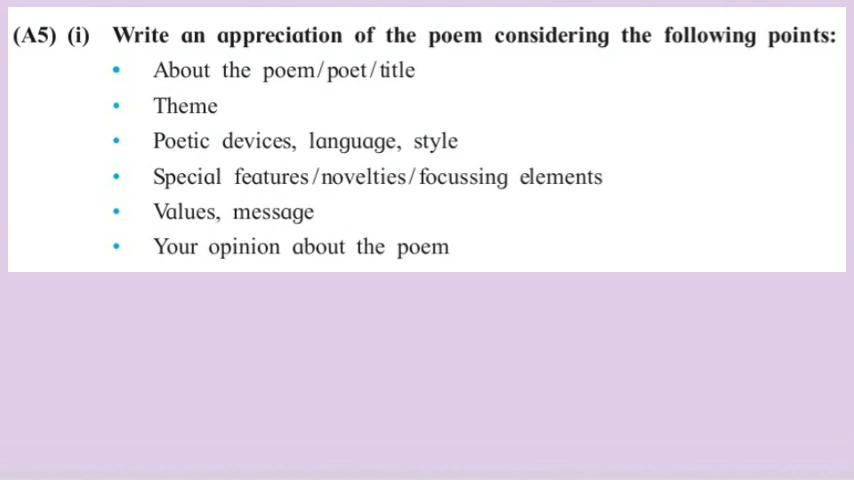 (A5) (i) Write an appreciation of the poem considering the following points:
• About the poem/poet/title
• Theme
• Poetic devices, language, style
• Special features/novelties/focussing elements
• Values, message
• Your opinion about the poem